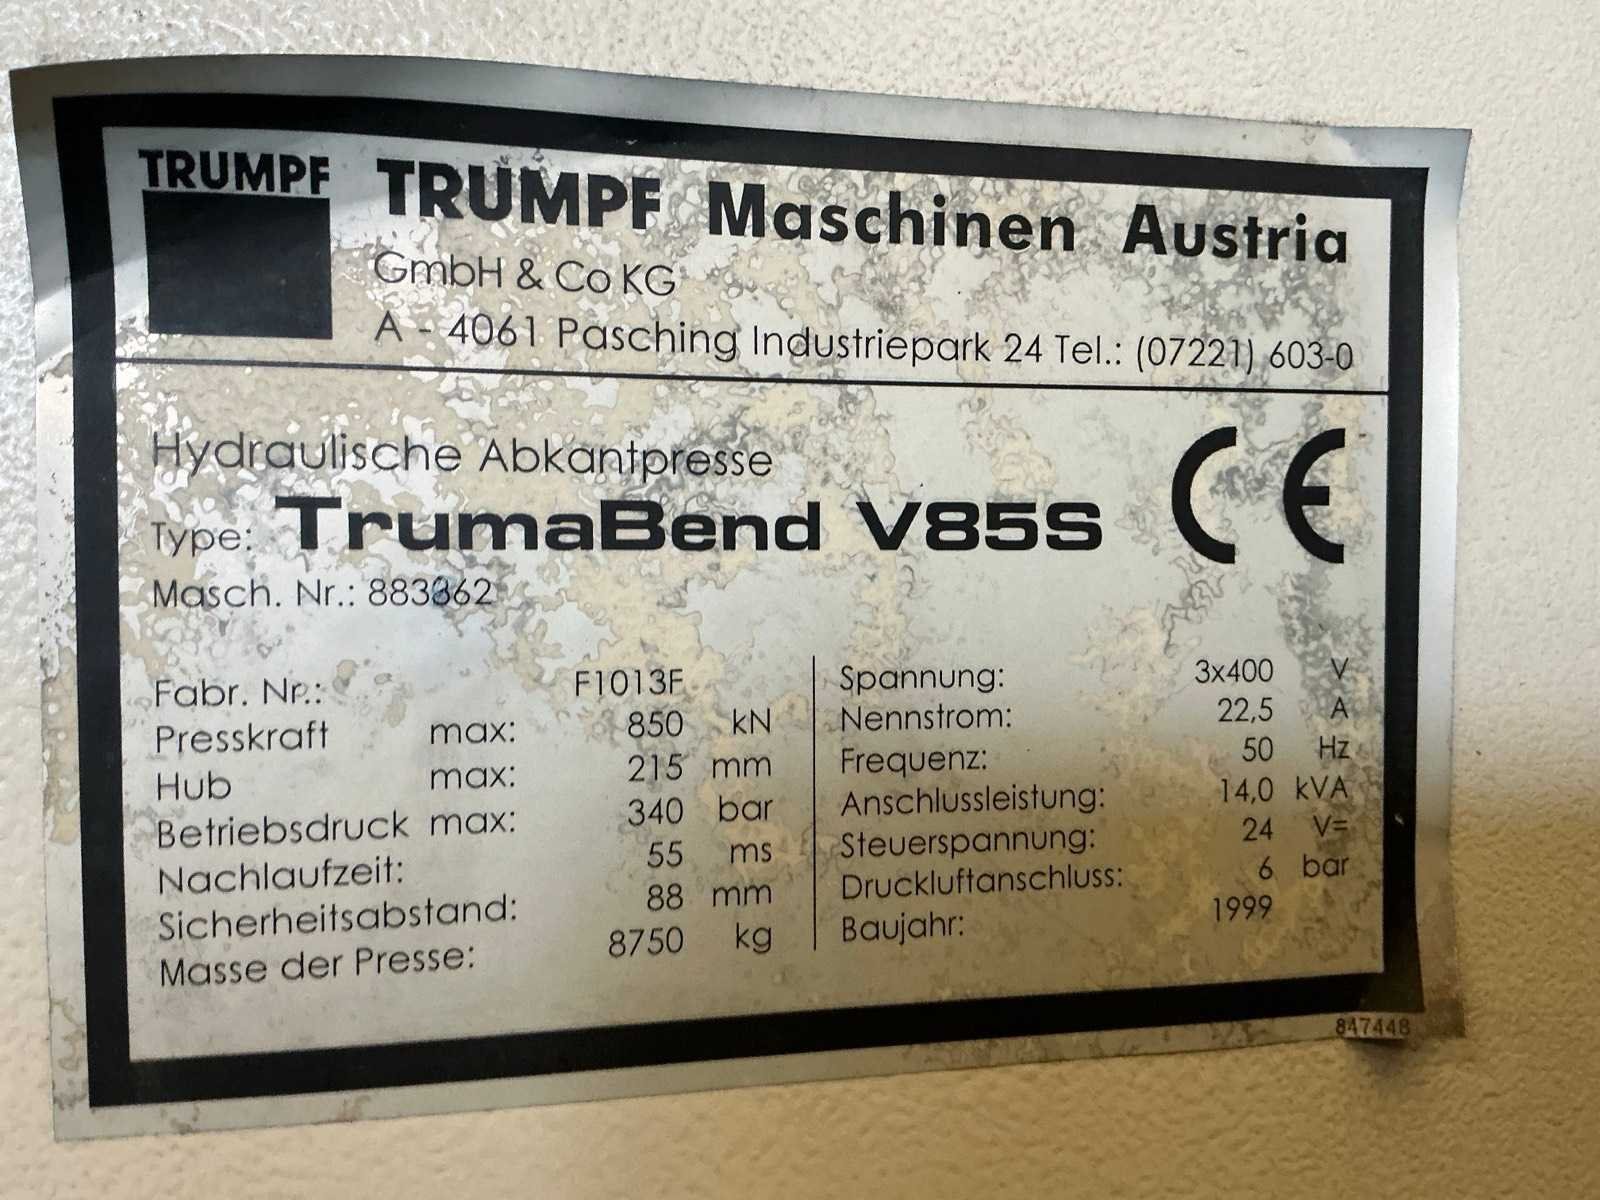 TRUMPF
TRUMPF Maschinen Austria
GmbH & Co KG
A - 4061 Pasching Industriepark 24 Tel.: (07221) 603-0
Hydraulische Abkantpresse
Type: TrumaBend V85S
CE
Masch. Nr.:
Fabr. Nr.: F1013F
Presskraft max: 850 kN
Hub max: 215 mm
Betriebsdruck max: 340 bar
Nachlaufzeit: 55 ms
Sicherheitsabstand: 88 mm
Masse der Presse: 8750 kg
Spannung: 3x400 V
Nennstrom: 22,5 A
Frequenz: 50 Hz
Anschlussleistung: 14,0 kVA
Steuerspannung: 24 V=
Druckluftanschluss: 6 bar
Baujahr: 1999
847448